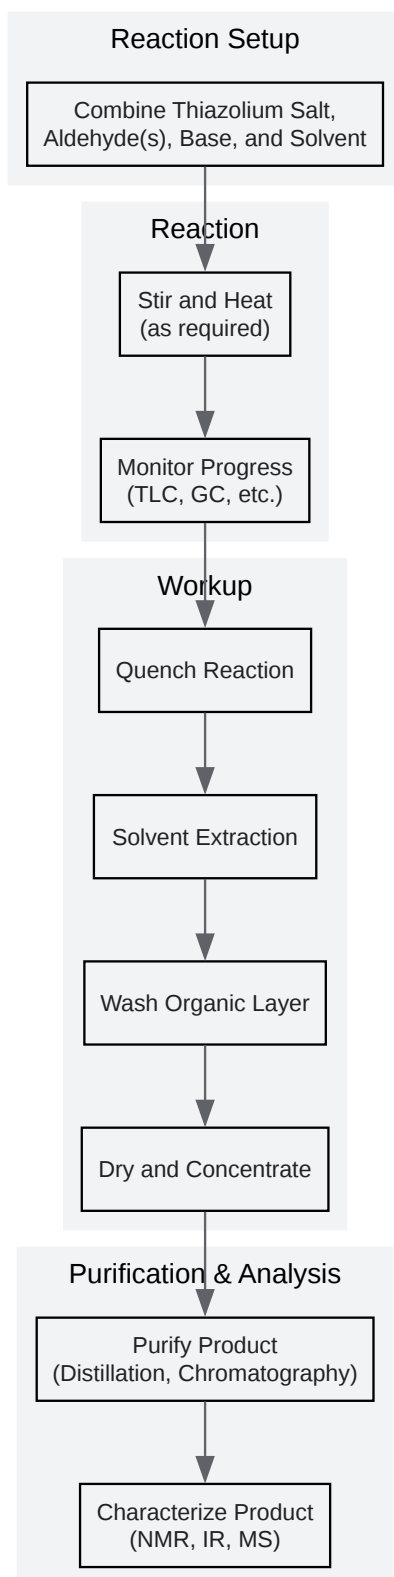 Reaction Setup
Combine Thiazolium Salt,
Aldehyde(s), Base, and Solvent
Reaction
Stir and Heat
(as required)
Monitor Progress
(TLC, GC, etc.)
Workup
Quench Reaction
Solvent Extraction
Wash Organic Layer
Dry and Concentrate
Purification & Analysis
Purify Product
(Distillation, Chromatography)
Characterize Product
(NMR, IR, MS)